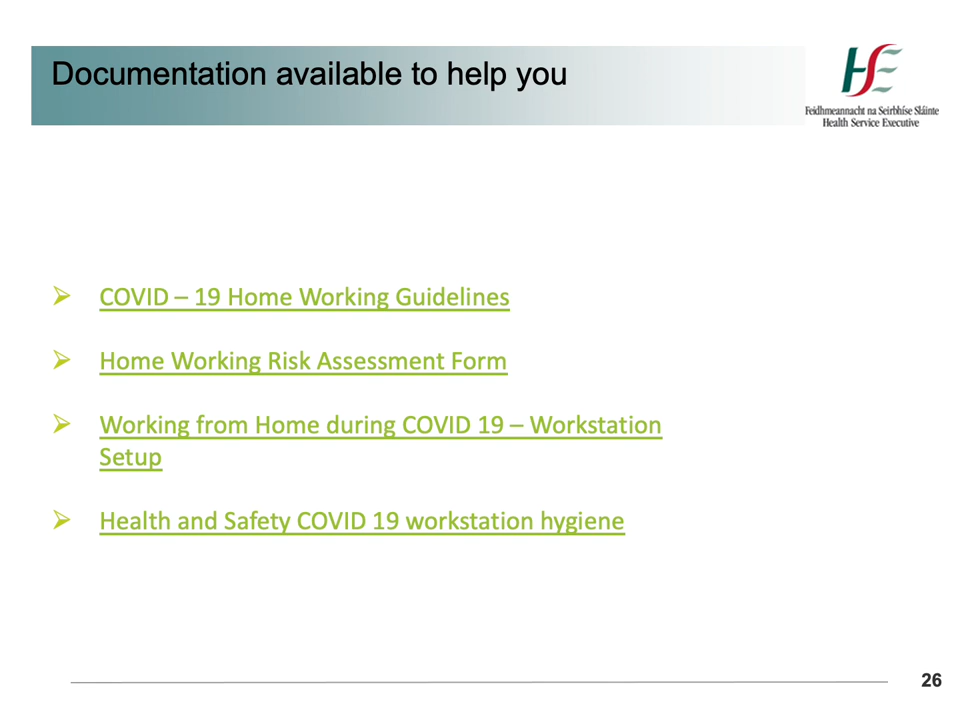 Documentation available to help you
HSE
Feidhmeannacht na Seirbhíse Sláinte
Health Service Executive
➢ COVID – 19 Home Working Guidelines
➢ Home Working Risk Assessment Form
➢ Working from Home during COVID 19 – Workstation
Setup
➢ Health and Safety COVID 19 workstation hygiene
26